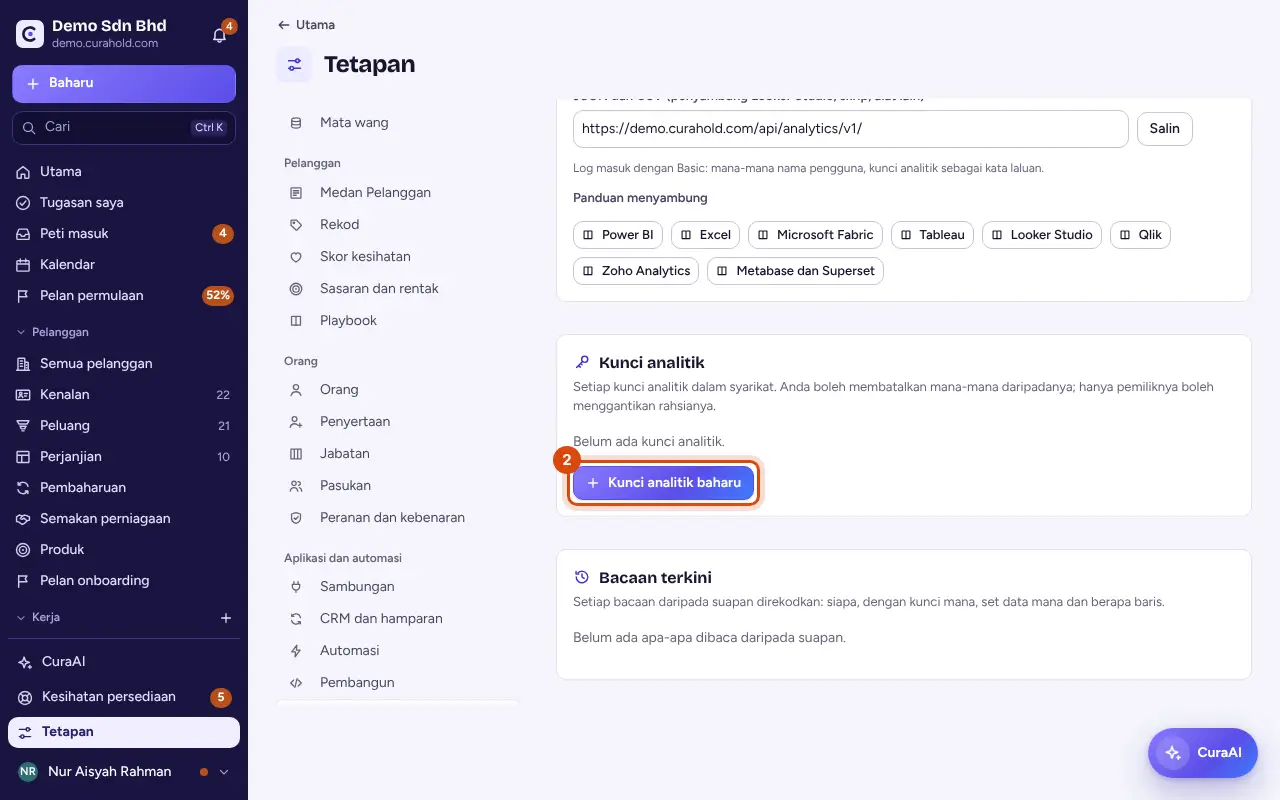 Demo Sdn Bhd
demo.curahold.com
4
Baharu
Cari
Ctrl K
Utama
Tugasan saya
Peti masuk
4
Kalendar
Pelan permulaan
52%
Pelanggan
Semua pelanggan
Kenalan
22
Peluang
21
Perjanjian
10
Pembaharuan
Semakan perniagaan
Produk
Pelan onboarding
Kerja
CuraAI
Kesihatan persediaan
5
Tetapan
NR
Nur Aisyah Rahman
Utama
Tetapan
Mata wang
Pelanggan
Medan Pelanggan
Rekod
Skor kesihatan
Sasaran dan rentak
Playbook
Orang
Orang
Penyertaan
Jabatan
Pasukan
Peranan dan kebenaran
Aplikasi dan automasi
Sambungan
CRM dan hamparan
Automasi
Pembangun
https://demo.curahold.com/api/analytics/v1/
Salin
Log masuk dengan Basic: mana-mana nama pengguna, kunci analitik sebagai kata laluan.
Panduan menyambung
Power BI
Excel
Microsoft Fabric
Tableau
Looker Studio
Qlik
Zoho Analytics
Metabase dan Superset
Kunci analitik
Setiap kunci analitik dalam syarikat. Anda boleh membatalkan mana-mana daripadanya; hanya pemiliknya boleh
menggantikan rahsianya.
Belum ada kunci analitik.
2
Kunci analitik baharu
Bacaan terkini
Setiap bacaan daripada suapan direkodkan: siapa, dengan kunci mana, set data mana dan berapa baris.
Belum ada apa-apa dibaca daripada suapan.
CuraAI